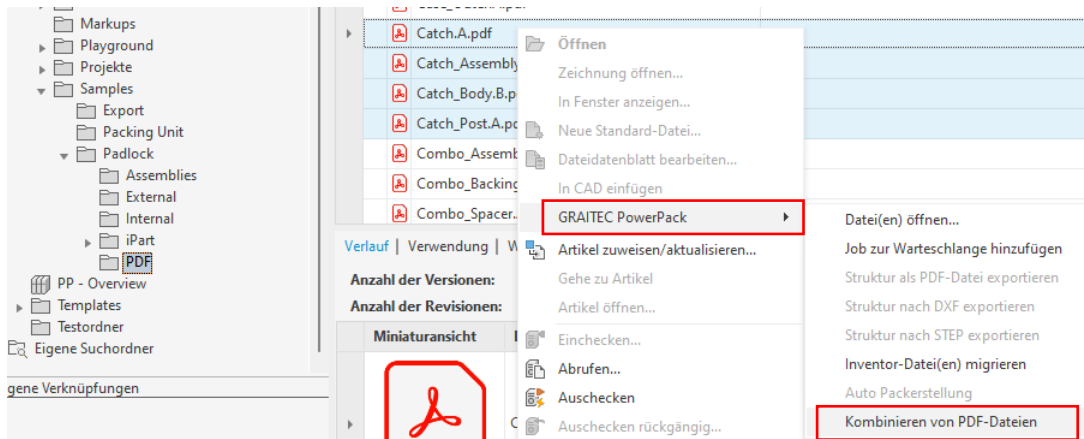 Markups
Playground
Projekte
Samples
Export
Packing Unit
Padlock
Assemblies
External
Internal
iPart
PDF
PP - Overview
Templates
Testordner
Eigene Suchordner
gene Verknüpfungen
Catch.A.pdf
Catch_Assembly
Catch_Body.B.p
Catch_Post.A.pd
Combo_Assemb
Combo_Backing
Combo_Spacer.
Verlauf | Verwendung | W
Anzahl der Versionen:
Anzahl der Revisionen:
Miniaturansicht
Öffnen
Zeichnung öffnen...
In Fenster anzeigen...
Neue Standard-Datei...
Dateidatenblatt bearbeiten...
In CAD einfügen
GRAITEC PowerPack
Artikel zuweisen/aktualisieren...
Gehe zu Artikel
Artikel öffnen...
Einchecken...
Abrufen...
Auschecken
Auschecken rückgängig...
Datei(en) öffnen...
Job zur Warteschlange hinzufügen
Struktur als PDF-Datei exportieren
Struktur nach DXF exportieren
Struktur nach STEP exportieren
Inventor-Datei(en) migrieren
Auto Packerstellung
Kombinieren von PDF-Dateien